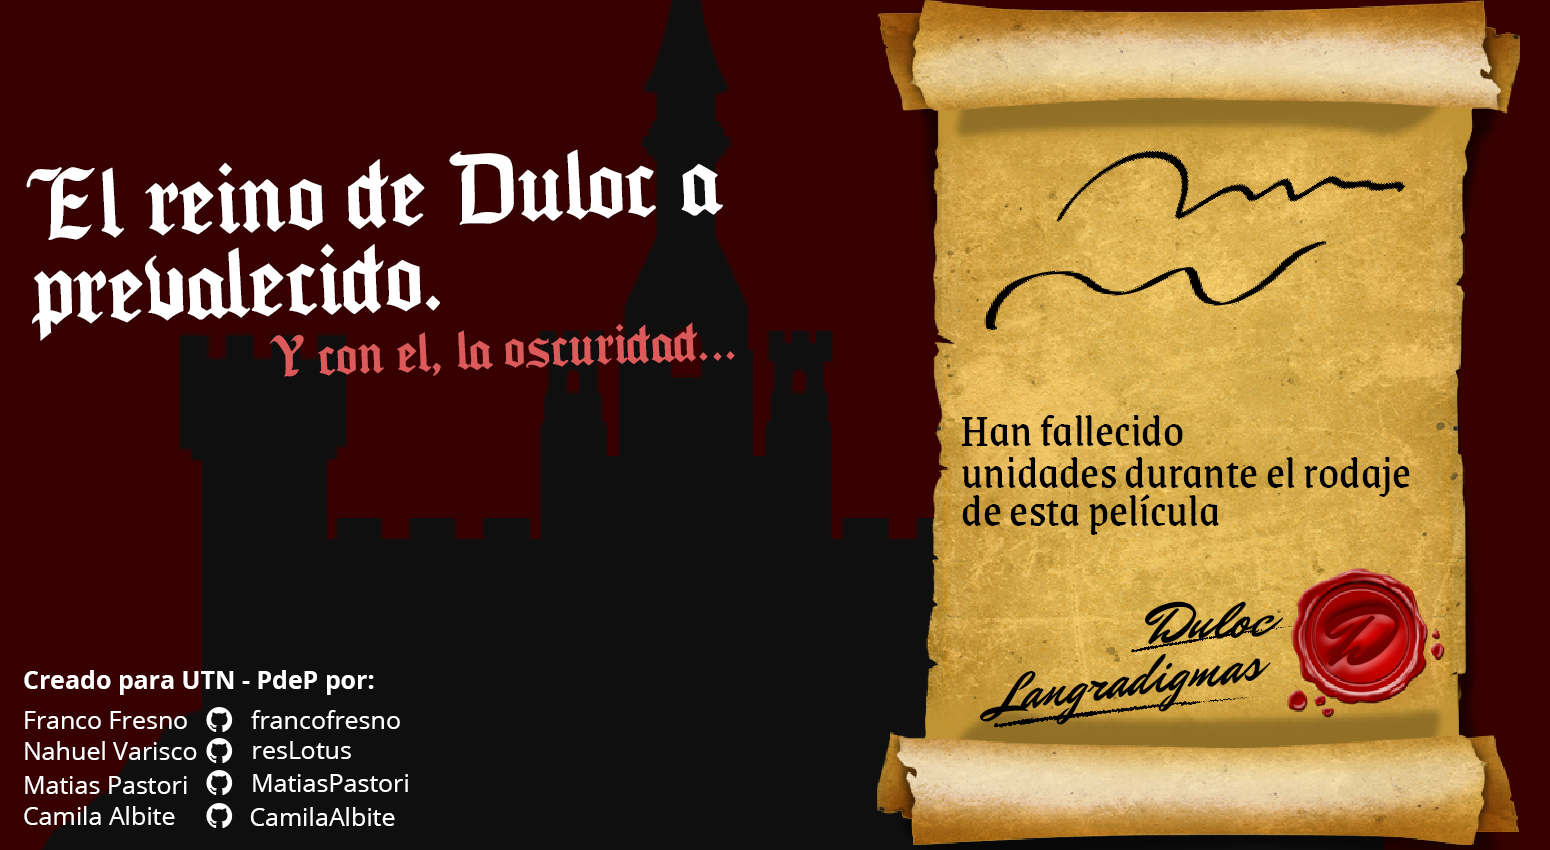 El reino de Duloc a
prevalecido.
Y con el, la oscuridad...
Han fallecido
unidades durante el rodaje
de esta película
Duloc
Langradigmas
D
Creado para UTN - PdeP por:
Franco Fresno francofresno
Nahuel Varisco resLotus
Matias Pastori MatiasPastori
Camila Albite CamilaAlbite